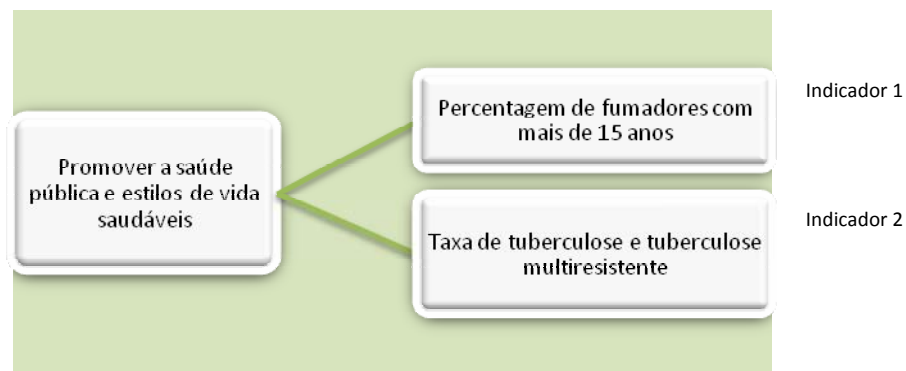 Promover a saúde
pública e estilos de vida
saudáveis
Percentagem de fumadores com
mais de 15 anos
Indicador 1
Taxa de tuberculose e tuberculose
multiresistente
Indicador 2